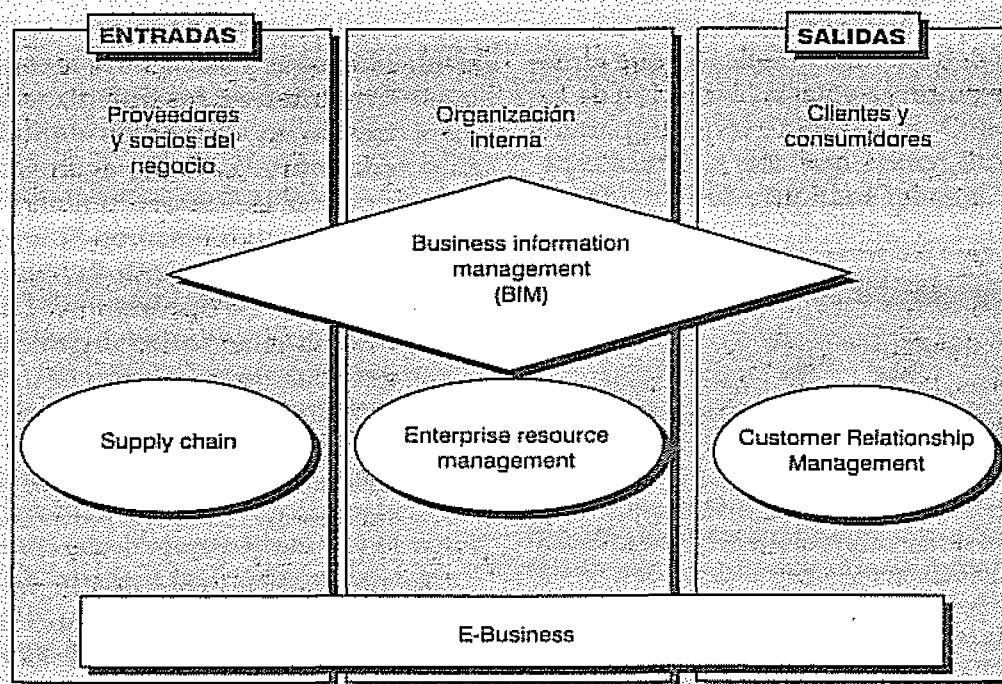 ENTRADAS
SALIDAS
Proveedores
y socios del
negocio
Organización
interna
Clientes y
consumidores
Business information
management
(BIM)
Supply chain
Enterprise resource
management
Customer Relationship
Management
E-Business